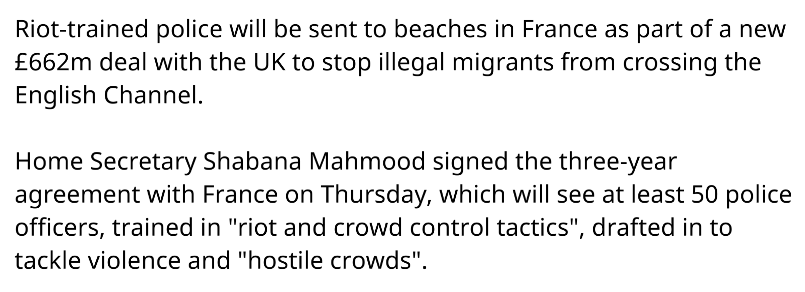 Riot-trained police will be sent to beaches in France as part of a new
£662m deal with the UK to stop illegal migrants from crossing the
English Channel.
Home Secretary Shabana Mahmood signed the three-year
agreement with France on Thursday, which will see at least 50 police
officers, trained in "riot and crowd control tactics", drafted in to
tackle violence and "hostile crowds".